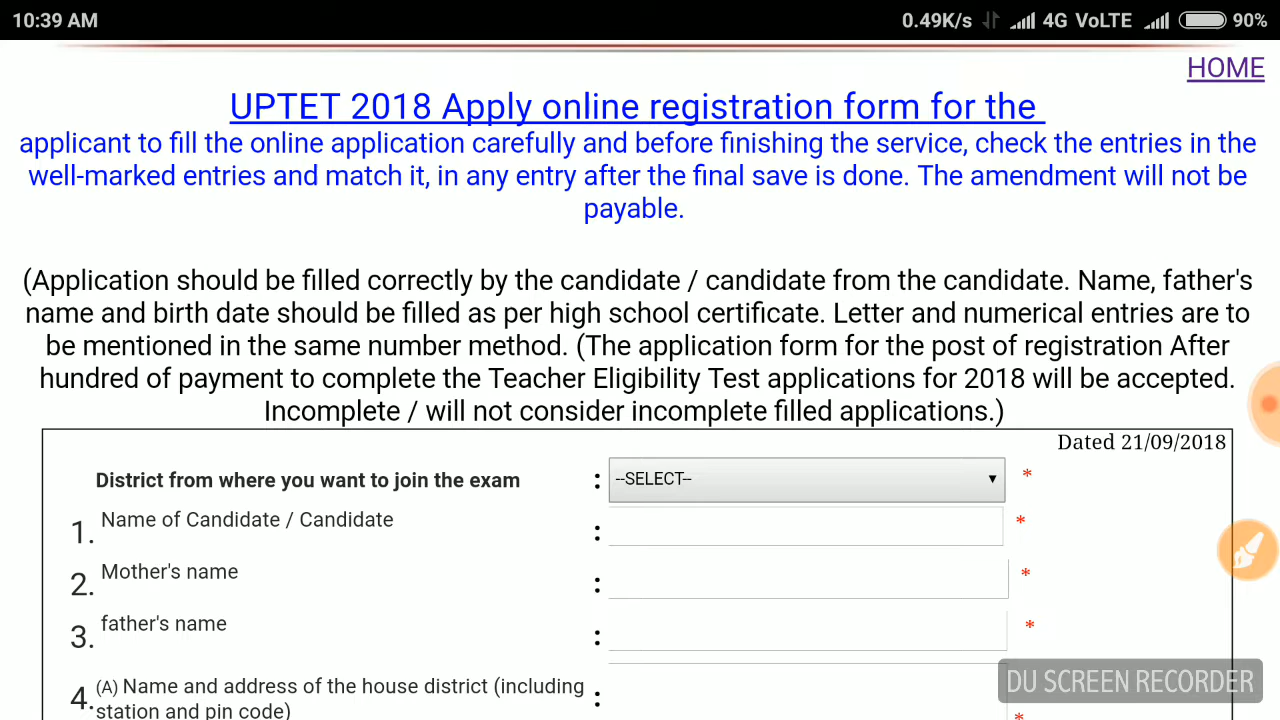 10:39 AM 0.49K/s 4G VoLTE 90%
HOME
UPTET 2018 Apply online registration form for the
applicant to fill the online application carefully and before finishing the service, check the entries in the
well-marked entries and match it, in any entry after the final save is done. The amendment will not be
payable.
(Application should be filled correctly by the candidate / candidate from the candidate. Name, father's
name and birth date should be filled as per high school certificate. Letter and numerical entries are to
be mentioned in the same number method. (The application form for the post of registration After
hundred of payment to complete the Teacher Eligibility Test applications for 2018 will be accepted.
Incomplete / will not consider incomplete filled applications.)
Dated 21/09/2018
District from where you want to join the exam : --SELECT-- *
1. Name of Candidate / Candidate : *
2. Mother's name : *
3. father's name : *
4. (A) Name and address of the house district (including :
station and pin code) *
DU SCREEN RECORDER